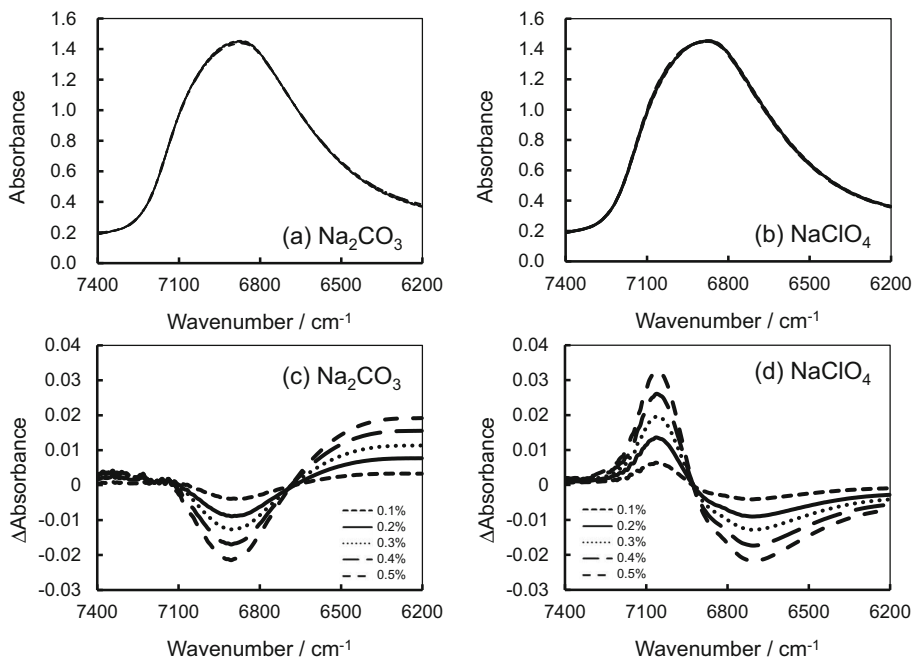 1.6
1.4
1.2
1.0
0.8
0.6
0.4
0.2
0.0
Absorbance
(a) Na₂CO₃
7400 7100 6800 6500 6200
Wavenumber / cm⁻¹
1.6
1.4
1.2
1.0
0.8
0.6
0.4
0.2
0.0
Absorbance
(b) NaClO₄
7400 7100 6800 6500 6200
Wavenumber / cm⁻¹
0.04
0.03
0.02
0.01
0
-0.01
-0.02
-0.03
ΔAbsorbance
(c) Na₂CO₃
0.1%
0.2%
0.3%
0.4%
0.5%
7400 7100 6800 6500 6200
Wavenumber / cm⁻¹
0.04
0.03
0.02
0.01
0
-0.01
-0.02
-0.03
ΔAbsorbance
(d) NaClO₄
0.1%
0.2%
0.3%
0.4%
0.5%
7400 7100 6800 6500 6200
Wavenumber / cm⁻¹